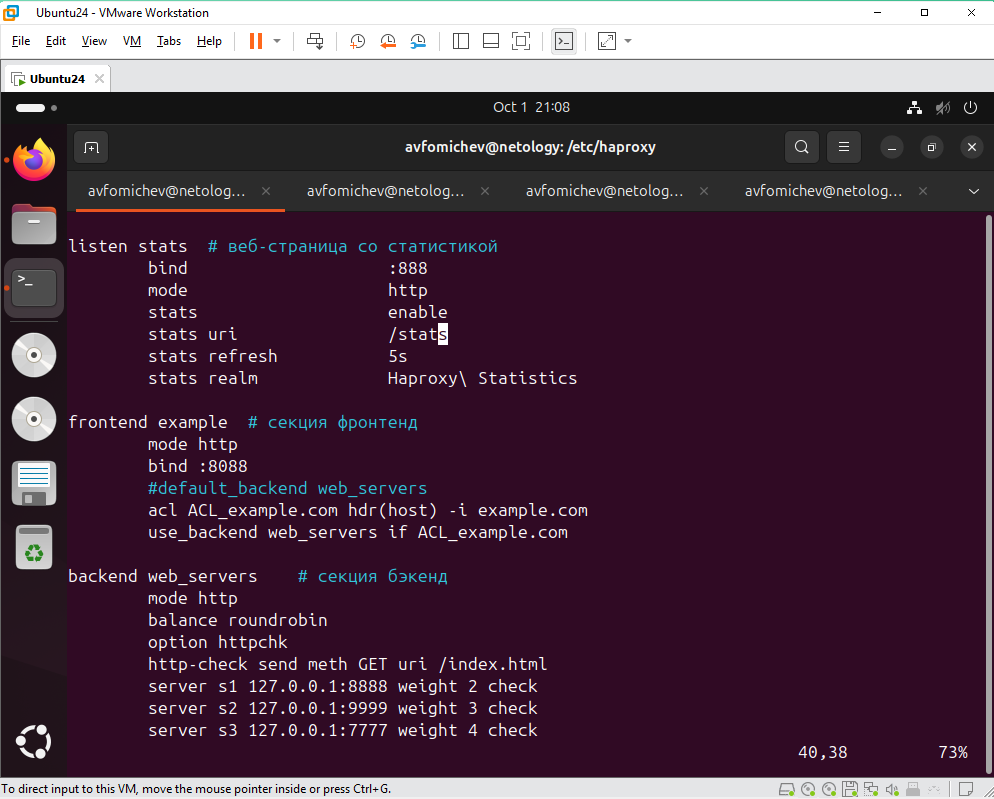 Ubuntu24 - VMware Workstation
File Edit View VM Tabs Help
Ubuntu24
Oct 1 21:08
avfomichev@netology: /etc/haproxy
avfomichev@netolog... avfomichev@netolog... avfomichev@netolog... avfomichev@netolog...
listen stats # веб-страница со статистикой
bind :888
mode http
stats enable
stats uri /stats
stats refresh 5s
stats realm Haproxy\ Statistics
frontend example # секция фронтенд
mode http
bind :8088
#default_backend web_servers
acl ACL_example.com hdr(host) -i example.com
use_backend web_servers if ACL_example.com
backend web_servers # секция бэкенд
mode http
balance roundrobin
option httpchk
http-check send meth GET uri /index.html
server s1 127.0.0.1:8888 weight 2 check
server s2 127.0.0.1:9999 weight 3 check
server s3 127.0.0.1:7777 weight 4 check
40,38 73%
To direct input to this VM, move the mouse pointer inside or press Ctrl+G.